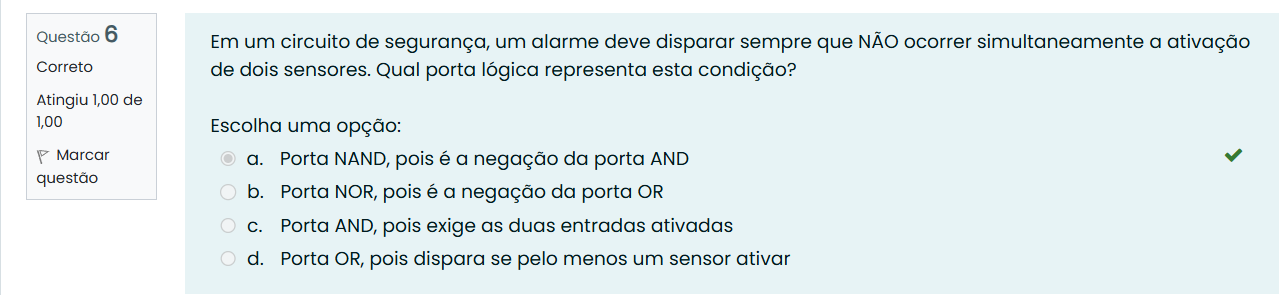 Questão 6
Correto
Atingiu 1,00 de
1,00
Marcar
questão
Em um circuito de segurança, um alarme deve disparar sempre que NÃO ocorrer simultaneamente a ativação
de dois sensores. Qual porta lógica representa esta condição?
Escolha uma opção:
a. Porta NAND, pois é a negação da porta AND
b. Porta NOR, pois é a negação da porta OR
c. Porta AND, pois exige as duas entradas ativadas
d. Porta OR, pois dispara se pelo menos um sensor ativar